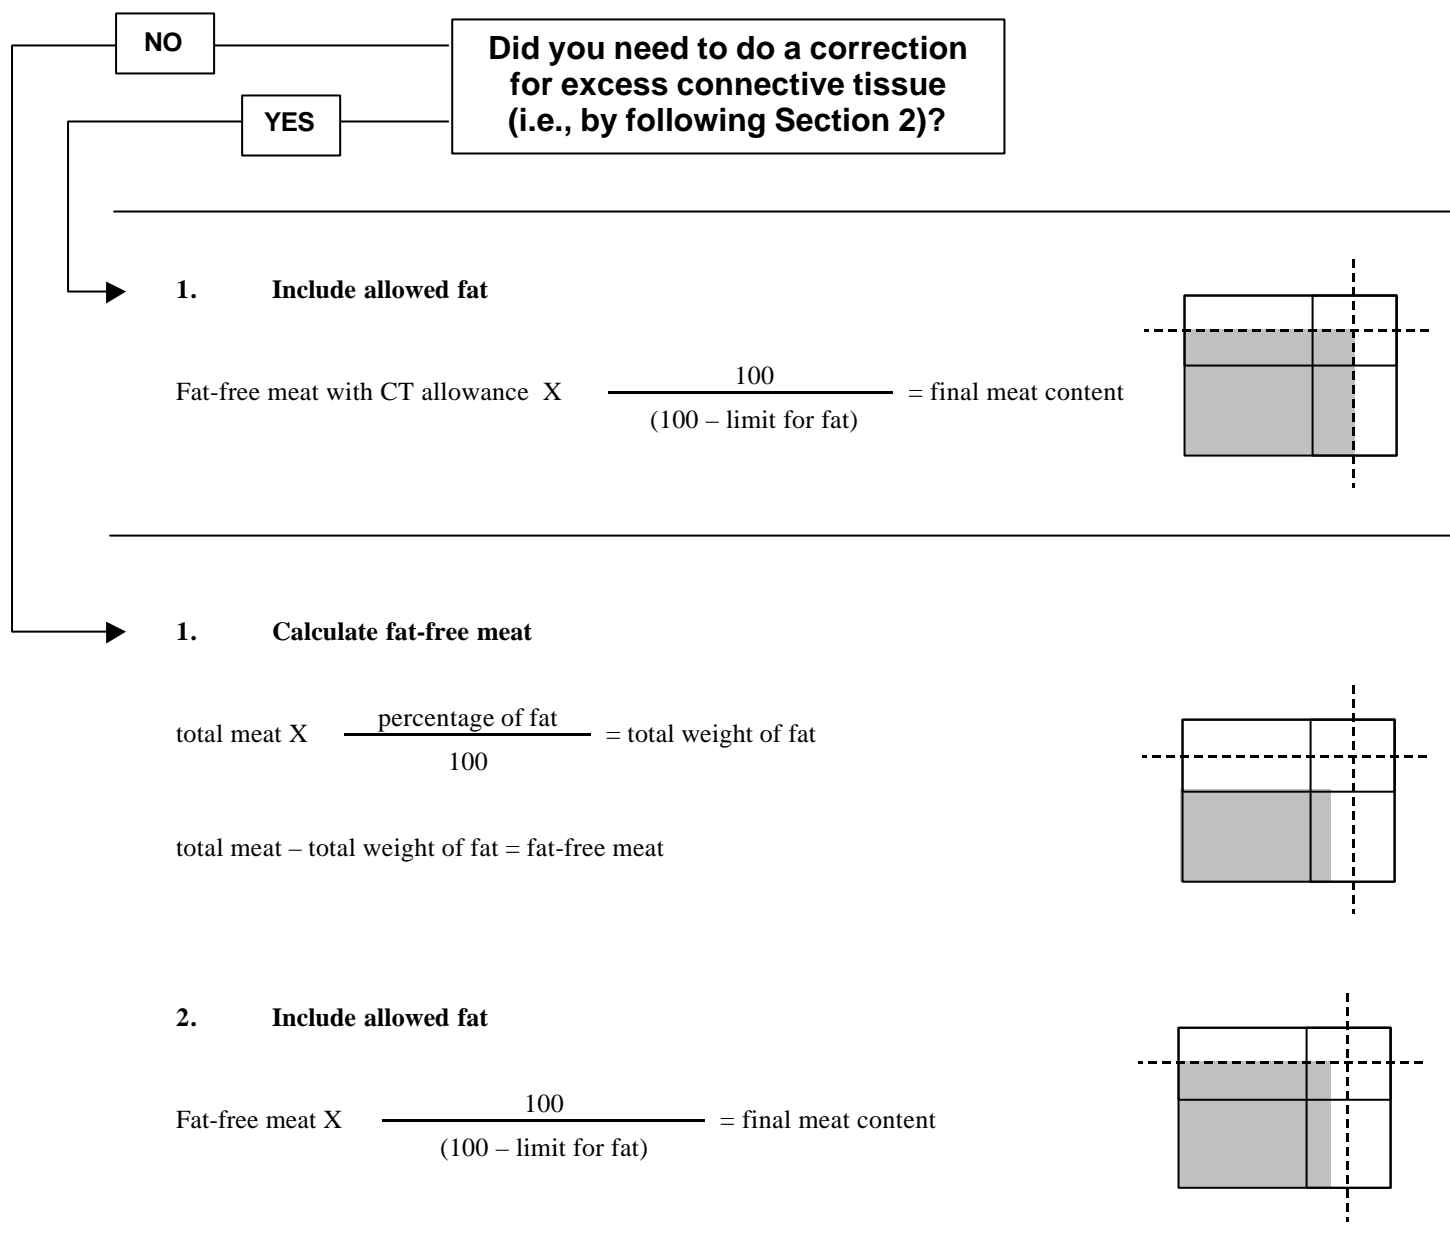 NO
Did you need to do a correction
for excess connective tissue
(i.e., by following Section 2)?
YES
1. Include allowed fat
Fat-free meat with CT allowance X 100 = final meat content
(100 – limit for fat)
1. Calculate fat-free meat
total meat X percentage of fat = total weight of fat
100
total meat – total weight of fat = fat-free meat
2. Include allowed fat
Fat-free meat X 100 = final meat content
(100 – limit for fat)